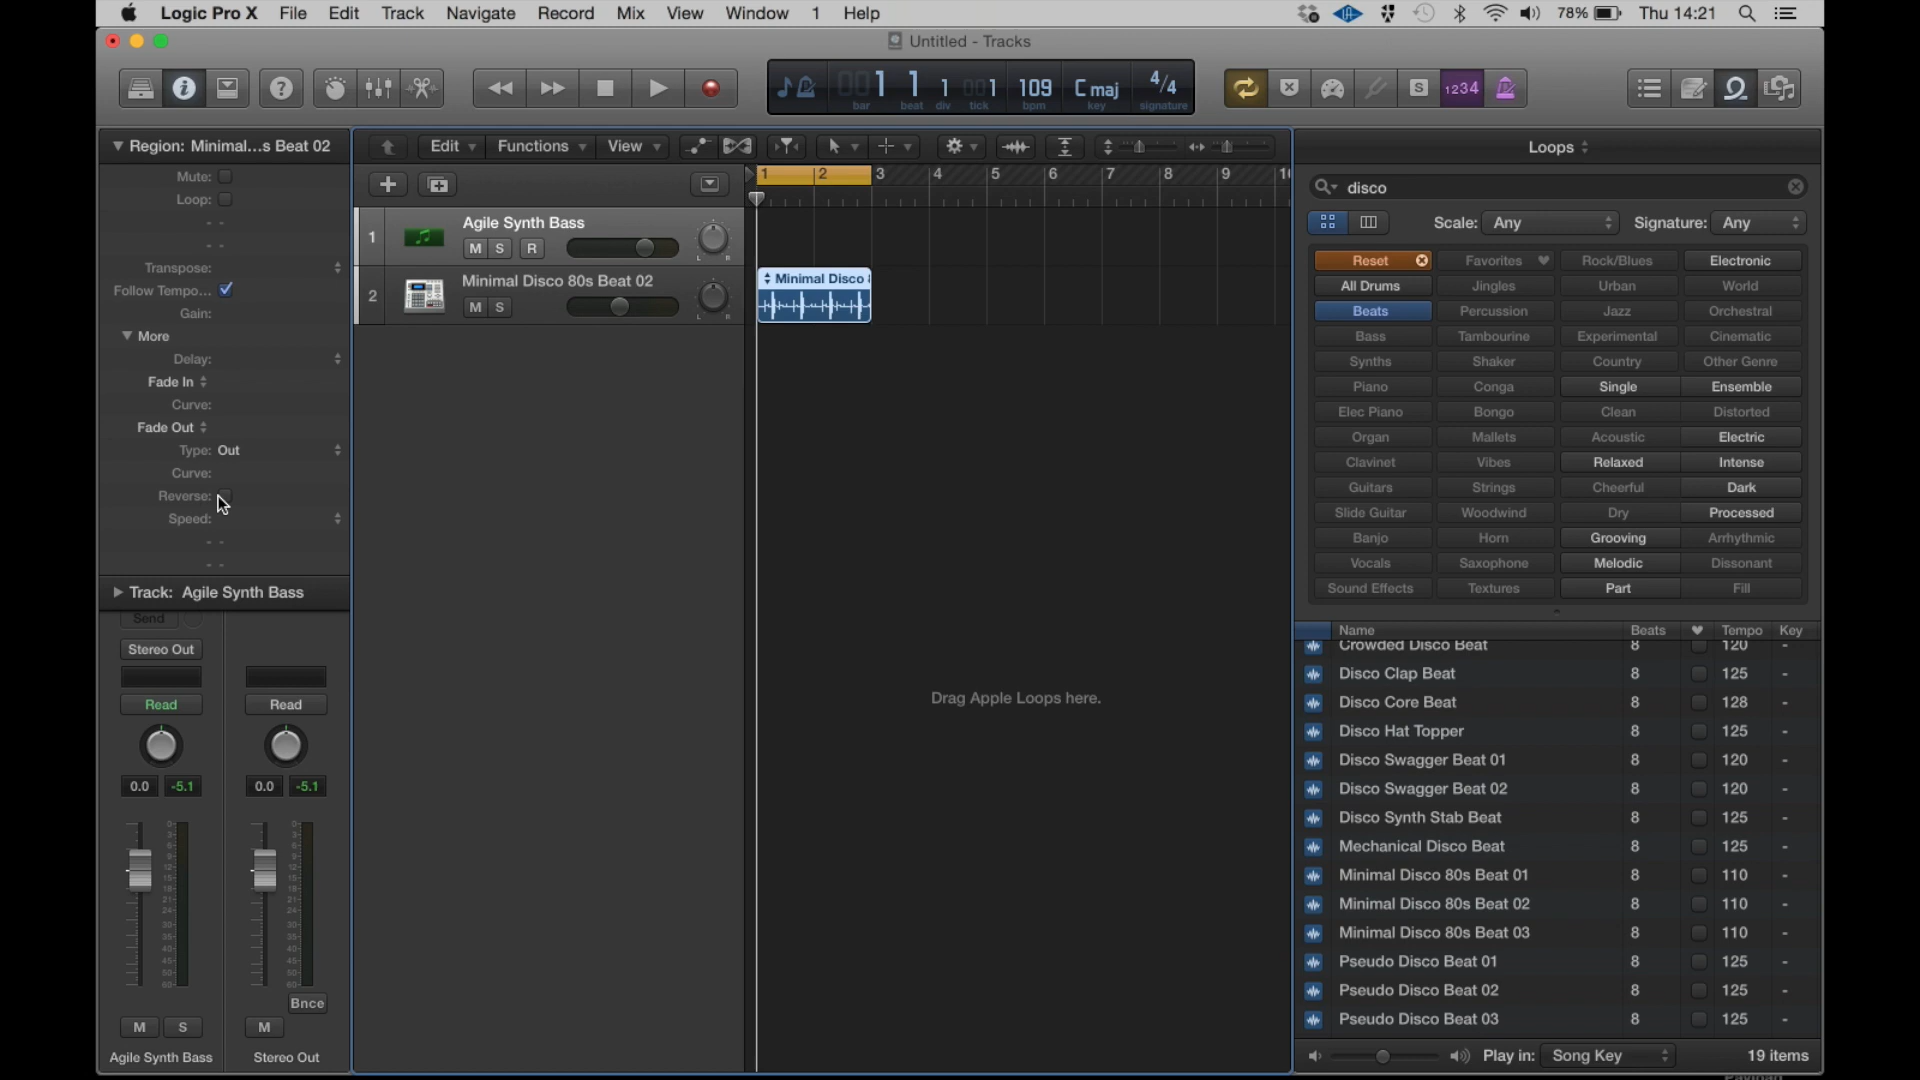 Logic Pro X File Edit Track Navigate Record Mix View Window 1 Help 78% Thu 14:21
Untitled - Tracks
001 1 1 001 109 C maj 4/4
bar beat div tick bpm key signature
S 1234
Region: Minimal...s Beat 02
Edit Functions View
Loops
Mute:
Loop:
- -
- -
Transpose:
Follow Tempo...
Gain:
More
Delay:
Fade In
Curve:
Fade Out
Type: Out
Curve:
Reverse:
Speed:
- -
- -
Track: Agile Synth Bass
Send
Stereo Out
Read Read
0.0 -5.1 0.0 -5.1
Bnce
M S M
Agile Synth Bass Stereo Out
1 2 3 4 5 6 7 8 9
1 Agile Synth Bass
M S R L R
2 Minimal Disco 80s Beat 02
M S L R
Minimal Disco
Drag Apple Loops here.
disco
Scale: Any Signature: Any
Reset Favorites Rock/Blues Electronic
All Drums Jingles Urban World
Beats Percussion Jazz Orchestral
Bass Tambourine Experimental Cinematic
Synths Shaker Country Other Genre
Piano Conga Single Ensemble
Elec Piano Bongo Clean Distorted
Organ Mallets Acoustic Electric
Clavinet Vibes Relaxed Intense
Guitars Strings Cheerful Dark
Slide Guitar Woodwind Dry Processed
Banjo Horn Grooving Arrhythmic
Vocals Saxophone Melodic Dissonant
Sound Effects Textures Part Fill
Name Beats Tempo Key
Crowded Disco Beat 8 120 -
Disco Clap Beat 8 125 -
Disco Core Beat 8 128 -
Disco Hat Topper 8 125 -
Disco Swagger Beat 01 8 120 -
Disco Swagger Beat 02 8 120 -
Disco Synth Stab Beat 8 125 -
Mechanical Disco Beat 8 125 -
Minimal Disco 80s Beat 01 8 110 -
Minimal Disco 80s Beat 02 8 110 -
Minimal Disco 80s Beat 03 8 110 -
Pseudo Disco Beat 01 8 125 -
Pseudo Disco Beat 02 8 125 -
Pseudo Disco Beat 03 8 125 -
Play in: Song Key 19 items